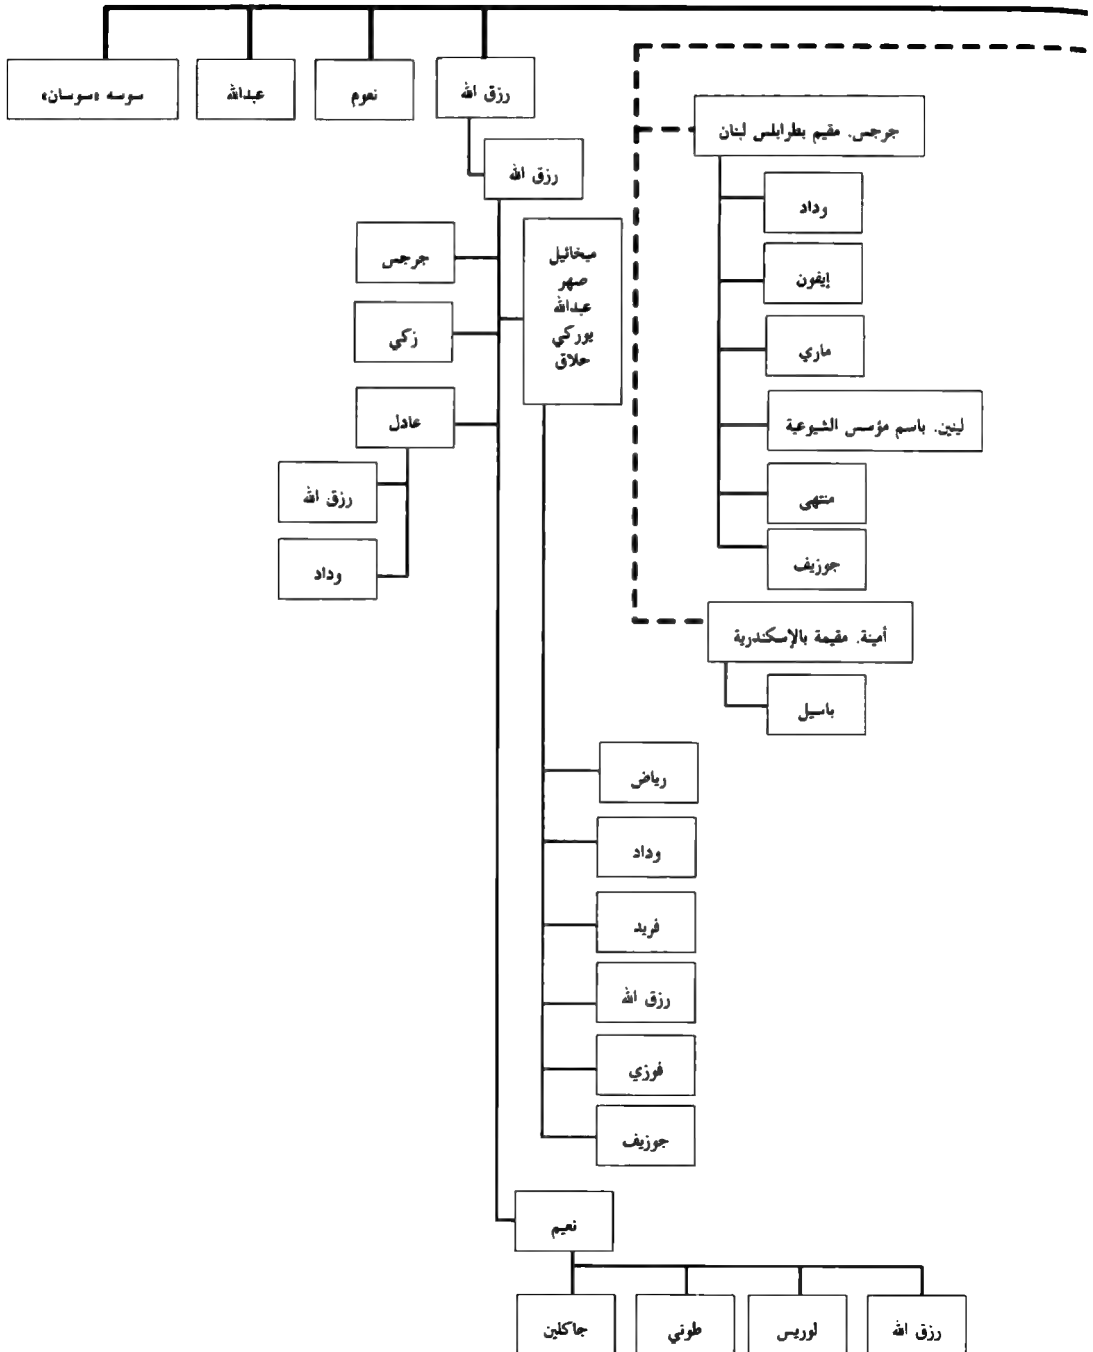 رزق الله
نعوم
عبدالله
سوسه «سوسان»
جرجس. مقيم بطرابلس لبنان
وداد
إيفون
ماري
لينين. باسم مؤسس الشيوعية
منتهى
جوزيف
أمينة. مقيمة بالإسكندرية
باسيل
رزق الله
ميخائيل
صهر
عبدالله
يوركي
حلاق
جرجس
زكي
عادل
رزق الله
وداد
رياض
وداد
فريد
رزق الله
فوزي
جوزيف
نعيم
رزق الله
لوريس
طوني
جاكلين